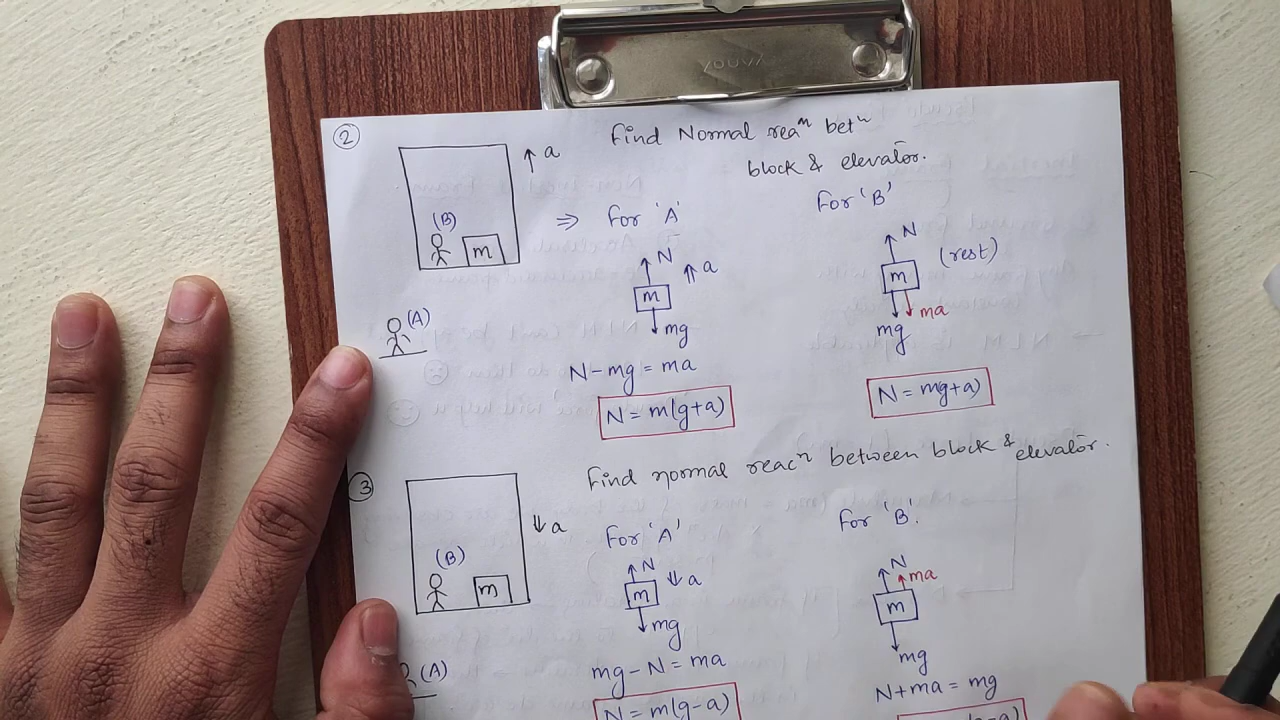 YOUVA
②
↑ a
Find Normal reaⁿ betⁿ
block & elevator.
(B)
m
(A)
⇒ For 'A'
N
⇑ a
m
mg
N-mg = ma
N = m(g+a)
For 'B'
N
m
(rest)
mg
ma
N = mg+a)
③
⇓ a
Find normal reacⁿ between block & elevator.
(B)
m
(A)
For 'A'
N
m
⇓ a
mg
mg-N = ma
N = m(g-a)
For 'B'.
N
ma
m
mg
N+ma = mg